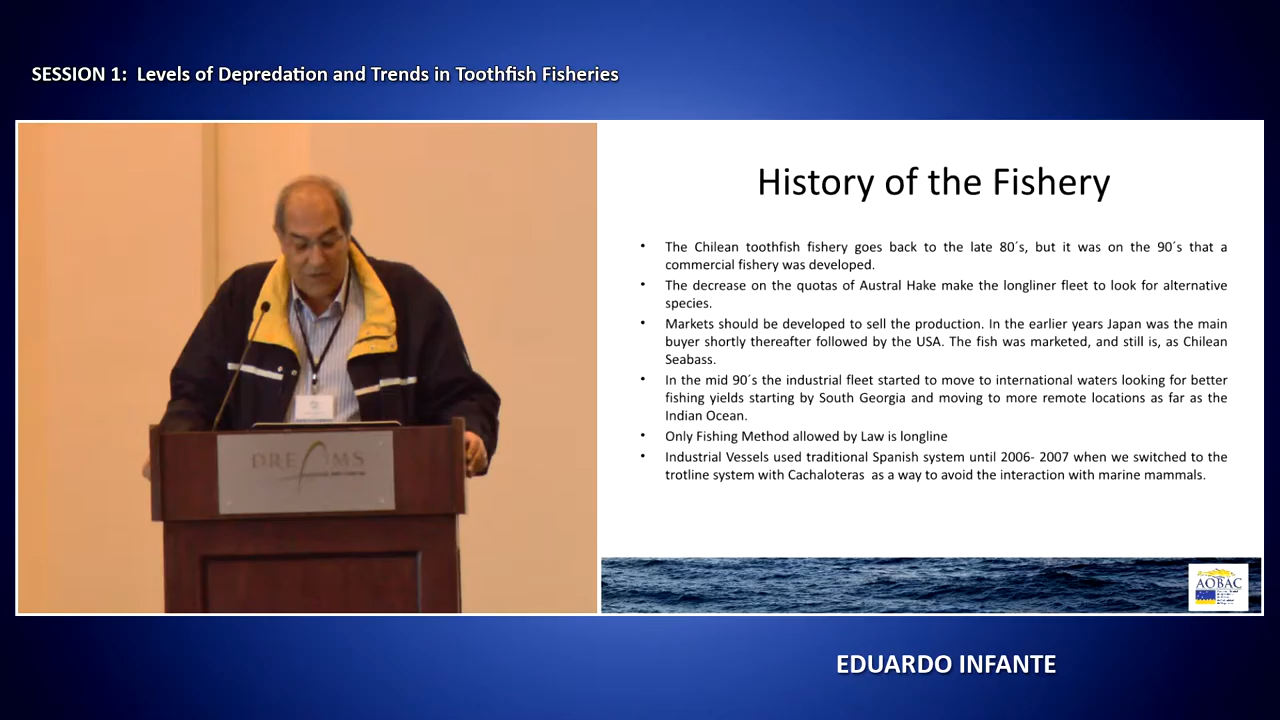 SESSION 1: Levels of Depredation and Trends in Toothfish Fisheries
DREAMS
History of the Fishery
• The Chilean toothfish fishery goes back to the late 80´s, but it was on the 90´s that a
commercial fishery was developed.
• The decrease on the quotas of Austral Hake make the longliner fleet to look for alternative
species.
• Markets should be developed to sell the production. In the earlier years Japan was the main
buyer shortly thereafter followed by the USA. The fish was marketed, and still is, as Chilean
Seabass.
• In the mid 90´s the industrial fleet started to move to international waters looking for better
fishing yields starting by South Georgia and moving to more remote locations as far as the
Indian Ocean.
• Only Fishing Method allowed by Law is longline
• Industrial Vessels used traditional Spanish system until 2006- 2007 when we switched to the
trotline system with Cachaloteras as a way to avoid the interaction with marine mammals.
AOBAC
EDUARDO INFANTE